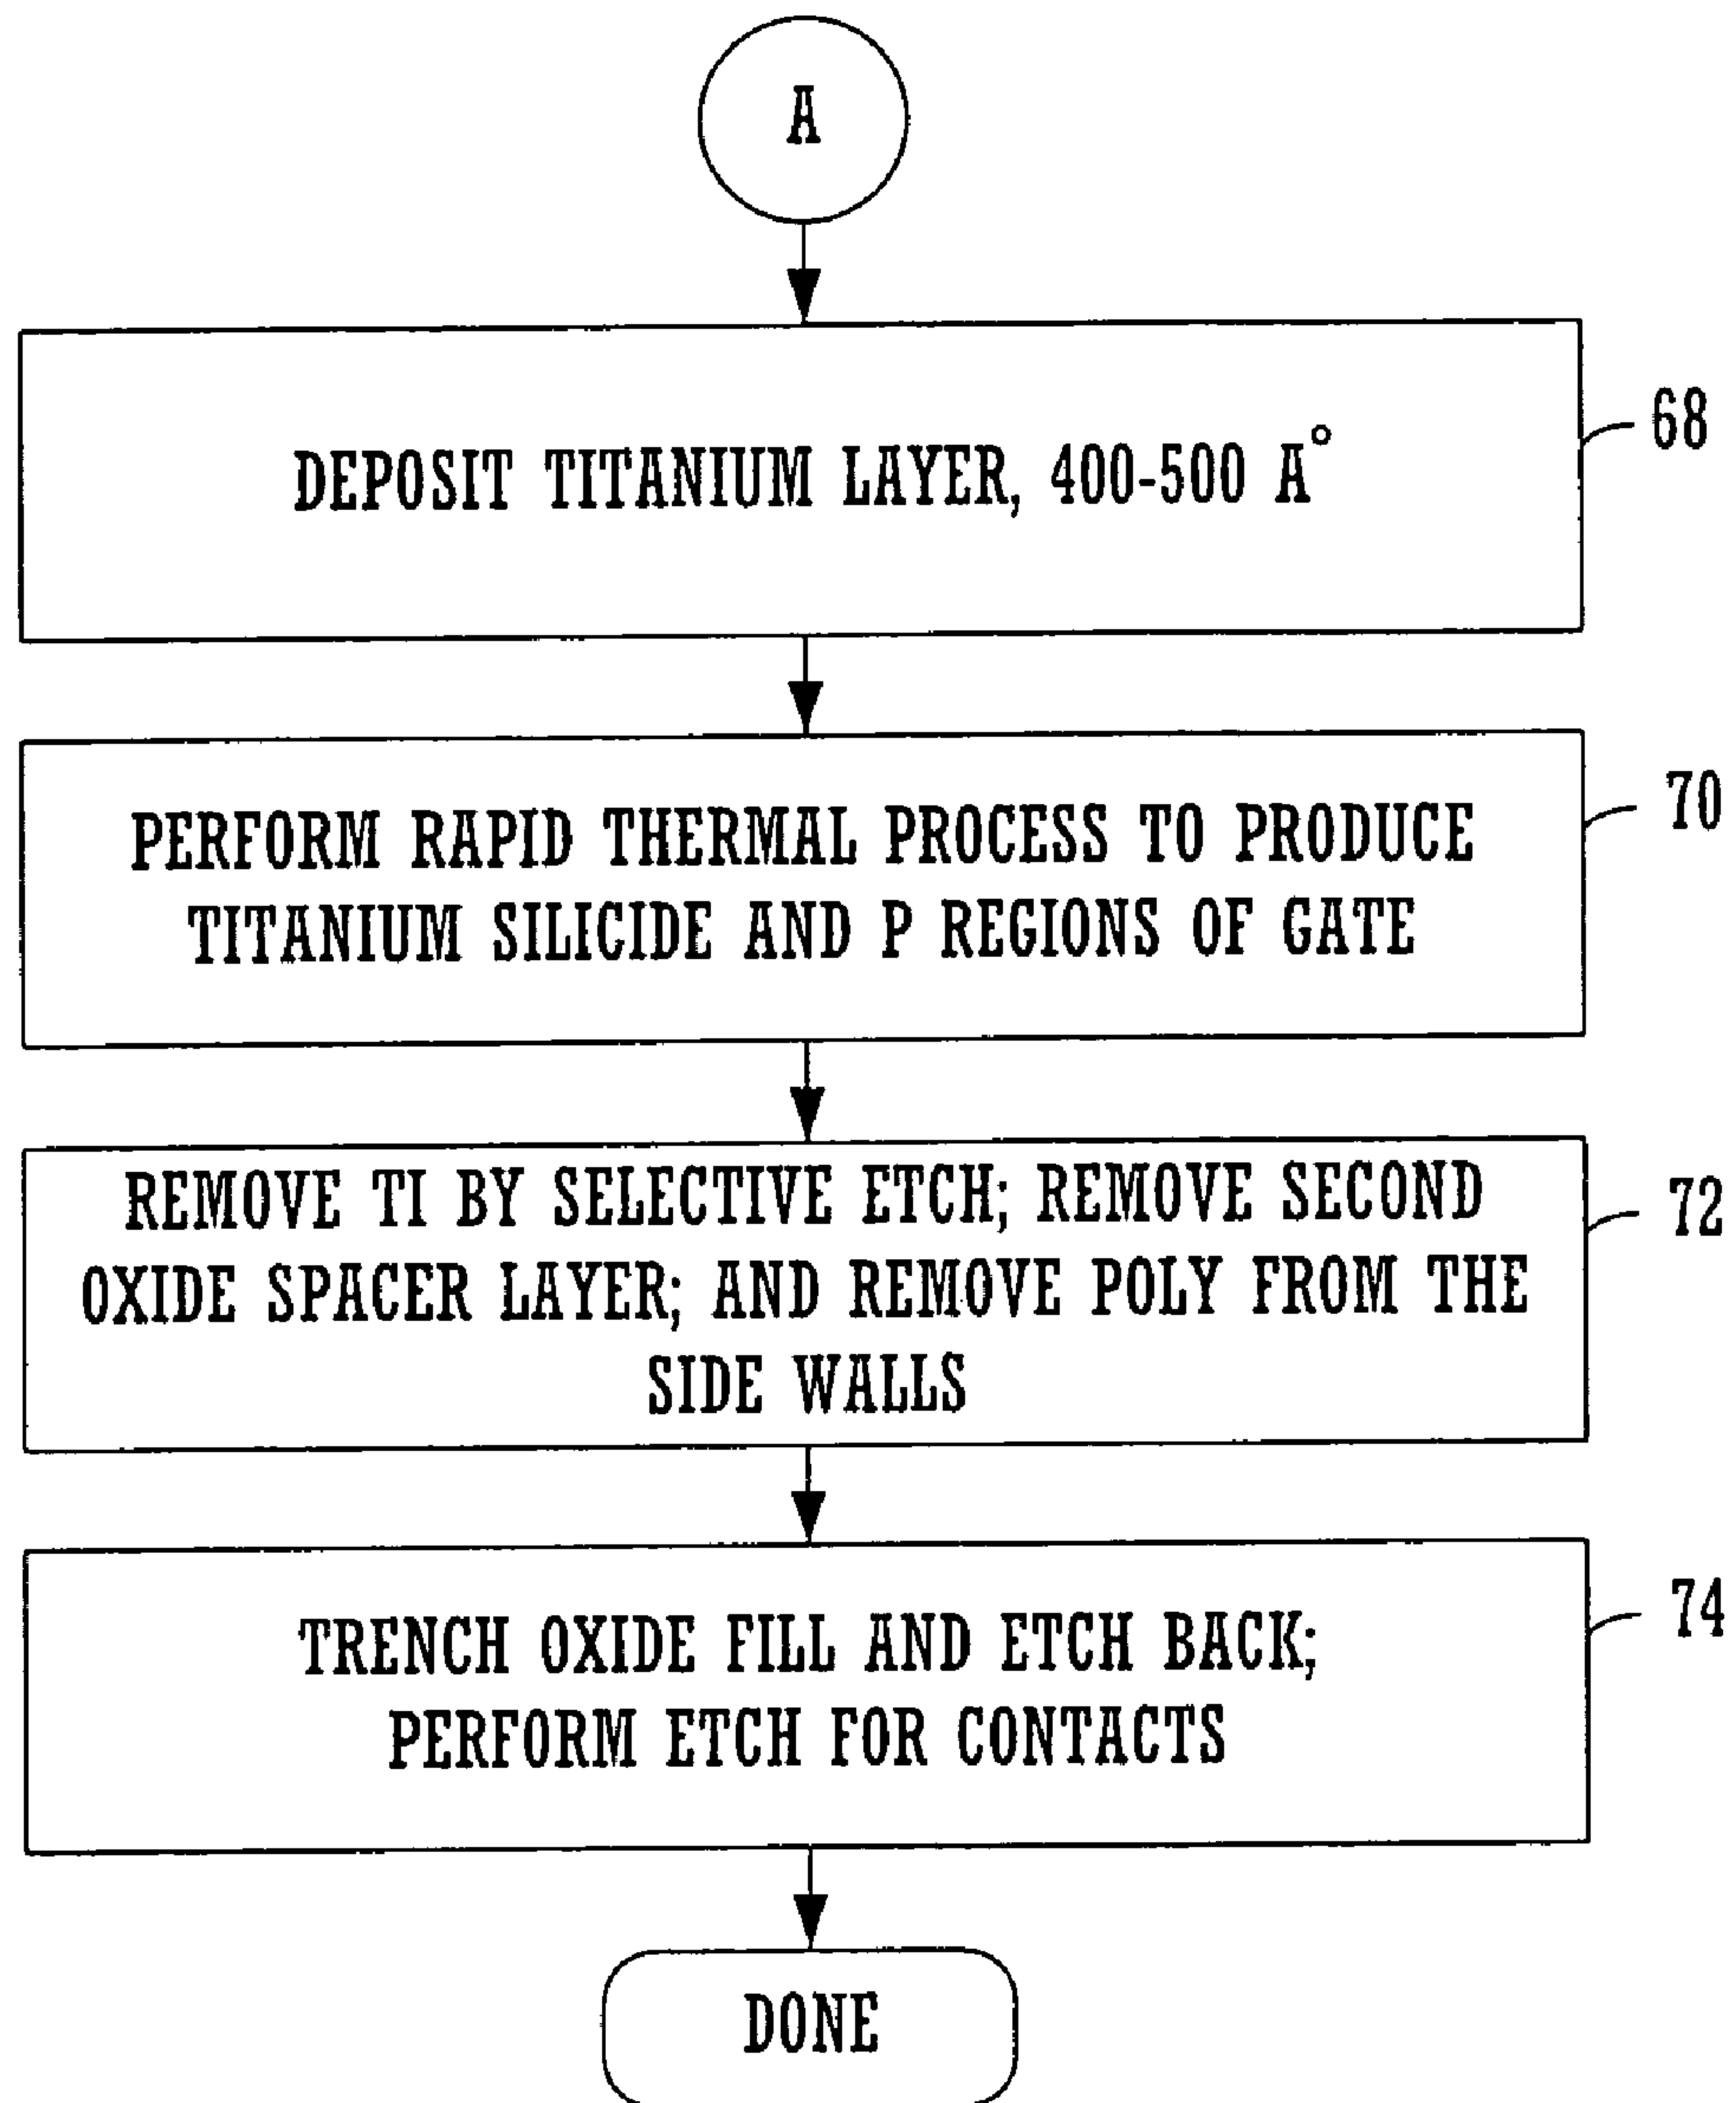 A
DEPOSIT TITANIUM LAYER, 400-500 A°
68
PERFORM RAPID THERMAL PROCESS TO PRODUCE
TITANIUM SILICIDE AND P REGIONS OF GATE
70
REMOVE TI BY SELECTIVE ETCH; REMOVE SECOND
OXIDE SPACER LAYER; AND REMOVE POLY FROM THE
SIDE WALLS
72
TRENCH OXIDE FILL AND ETCH BACK;
PERFORM ETCH FOR CONTACTS
74
DONE